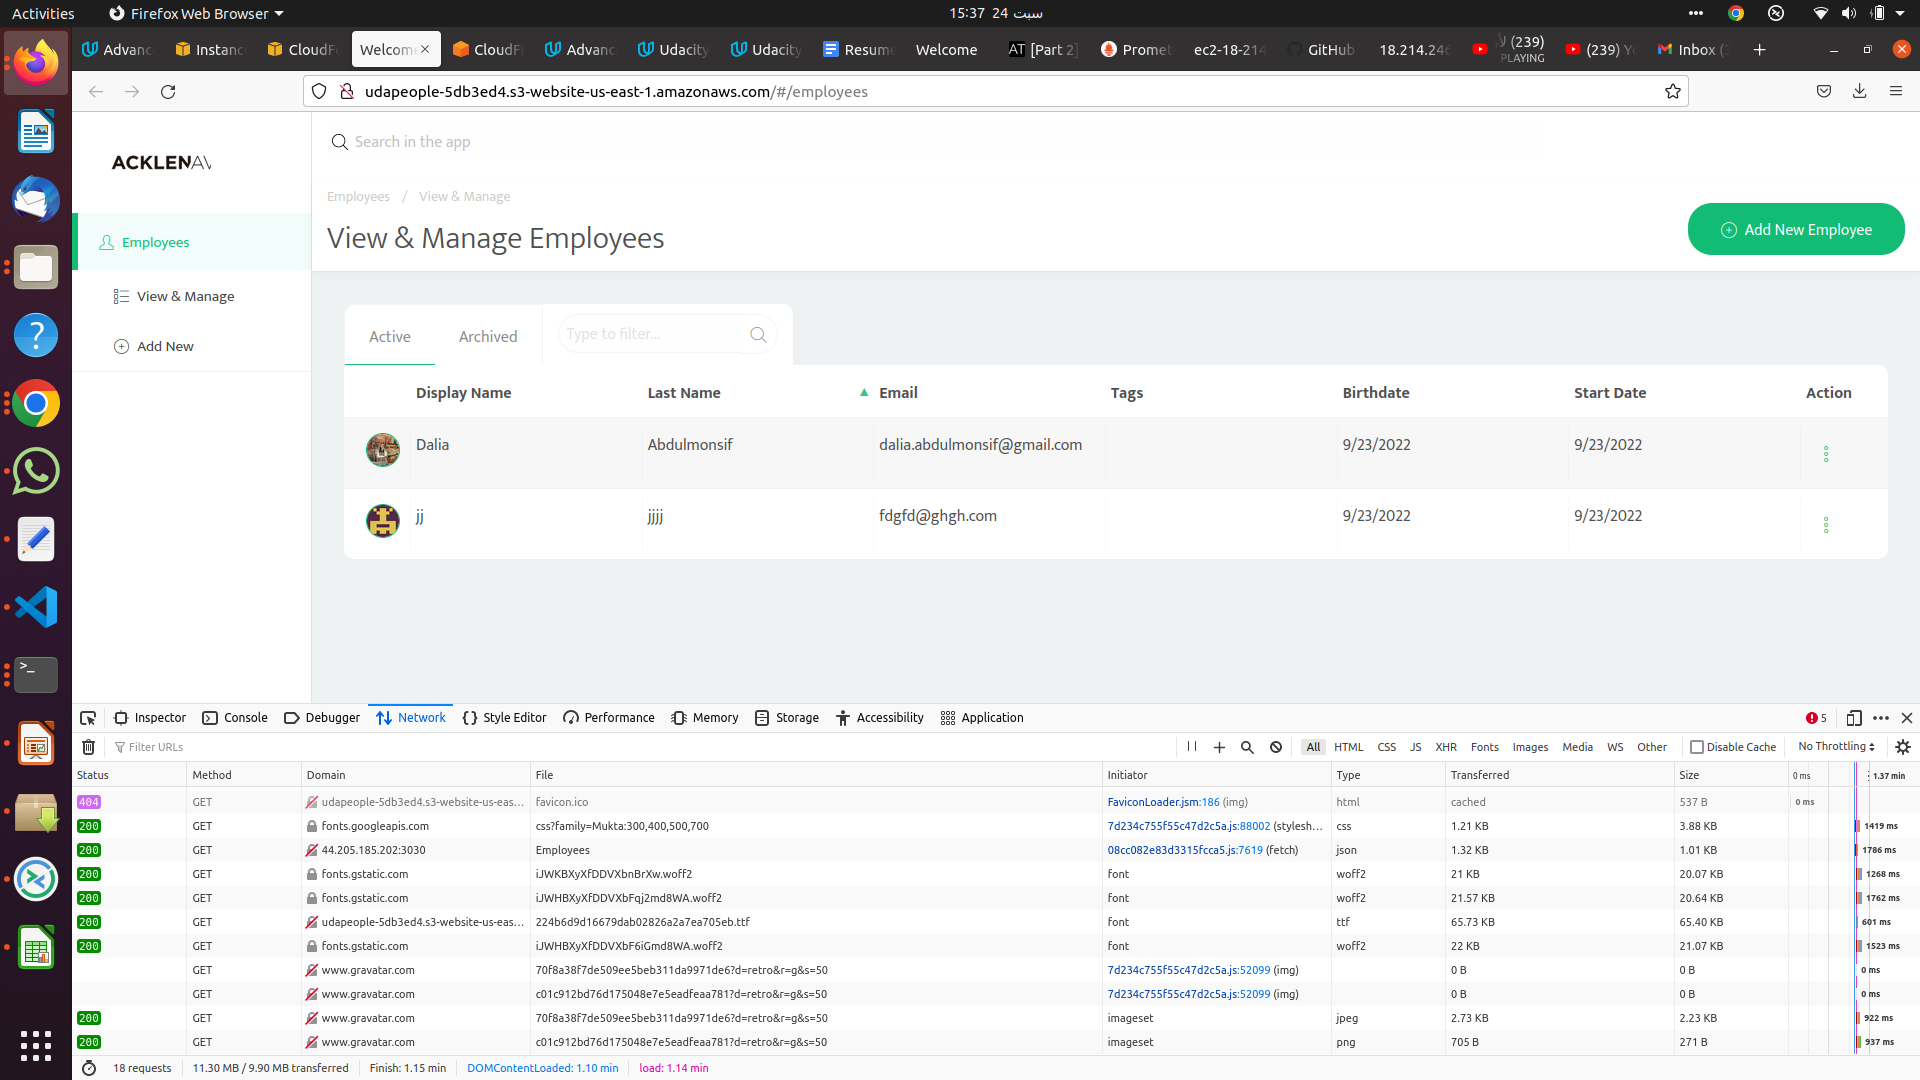 Activities
Firefox Web Browser
15:37 24 سبت
Advanc
Instanc
CloudF
Welcome
CloudF
Advanc
Udacity
Udacity
Resume
Welcome
AT [Part 2]
Promet
ec2-18-214
GitHub
18.214.246
(239)
PLAYING
(239)
Inbox (
udapeople-5db3ed4.s3-website-us-east-1.amazonaws.com/#/employees
ACKLENAV
Search in the app
Employees / View & Manage
View & Manage Employees
Add New Employee
Employees
View & Manage
Add New
Active Archived Type to filter...
Display Name Last Name Email Tags Birthdate Start Date Action
Dalia Abdulmonsif dalia.abdulmonsif@gmail.com 9/23/2022 9/23/2022
jj jjjj fdgfd@ghgh.com 9/23/2022 9/23/2022
Inspector Console Debugger Network Style Editor Performance Memory Storage Accessibility Application 5
Filter URLs All HTML CSS JS XHR Fonts Images Media WS Other Disable Cache No Throttling
Status Method Domain File Initiator Type Transferred Size 0 ms 1.37 min
404 GET udapeople-5db3ed4.s3-website-us-eas... favicon.ico FaviconLoader.jsm:186 (img) html cached 537 B 0 ms
200 GET fonts.googleapis.com css?family=Mukta:300,400,500,700 7d234c755f55c47d2c5a.js:88002 (stylesh... css 1.21 KB 3.88 KB 1419 ms
200 GET 44.205.185.202:3030 Employees 08cc082e83d3315fcca5.js:7619 (fetch) json 1.32 KB 1.01 KB 1786 ms
200 GET fonts.gstatic.com iJWKBXyXfDDVXbnBrXw.woff2 font woff2 21 KB 20.07 KB 1268 ms
200 GET fonts.gstatic.com iJWHBXyXfDDVXbFqj2md8WA.woff2 font woff2 21.57 KB 20.64 KB 1762 ms
200 GET udapeople-5db3ed4.s3-website-us-eas... 224b6d9d16679dab02826a2a7ea705eb.ttf font ttf 65.73 KB 65.40 KB 601 ms
200 GET fonts.gstatic.com iJWHBXyXfDDVXbF6iGmd8WA.woff2 font woff2 22 KB 21.07 KB 1523 ms
GET www.gravatar.com 70f8a38f7de509ee5beb311da9971de6?d=retro&r=g&s=50 7d234c755f55c47d2c5a.js:52099 (img) 0 B 0 B 0 ms
GET www.gravatar.com c01c912bd76d175048e7e5eadfeaa781?d=retro&r=g&s=50 7d234c755f55c47d2c5a.js:52099 (img) 0 B 0 B 0 ms
200 GET www.gravatar.com 70f8a38f7de509ee5beb311da9971de6?d=retro&r=g&s=50 imageset jpeg 2.73 KB 2.23 KB 922 ms
200 GET www.gravatar.com c01c912bd76d175048e7e5eadfeaa781?d=retro&r=g&s=50 imageset png 705 B 271 B 937 ms
18 requests 11.30 MB / 9.90 MB transferred Finish: 1.15 min DOMContentLoaded: 1.10 min load: 1.14 min